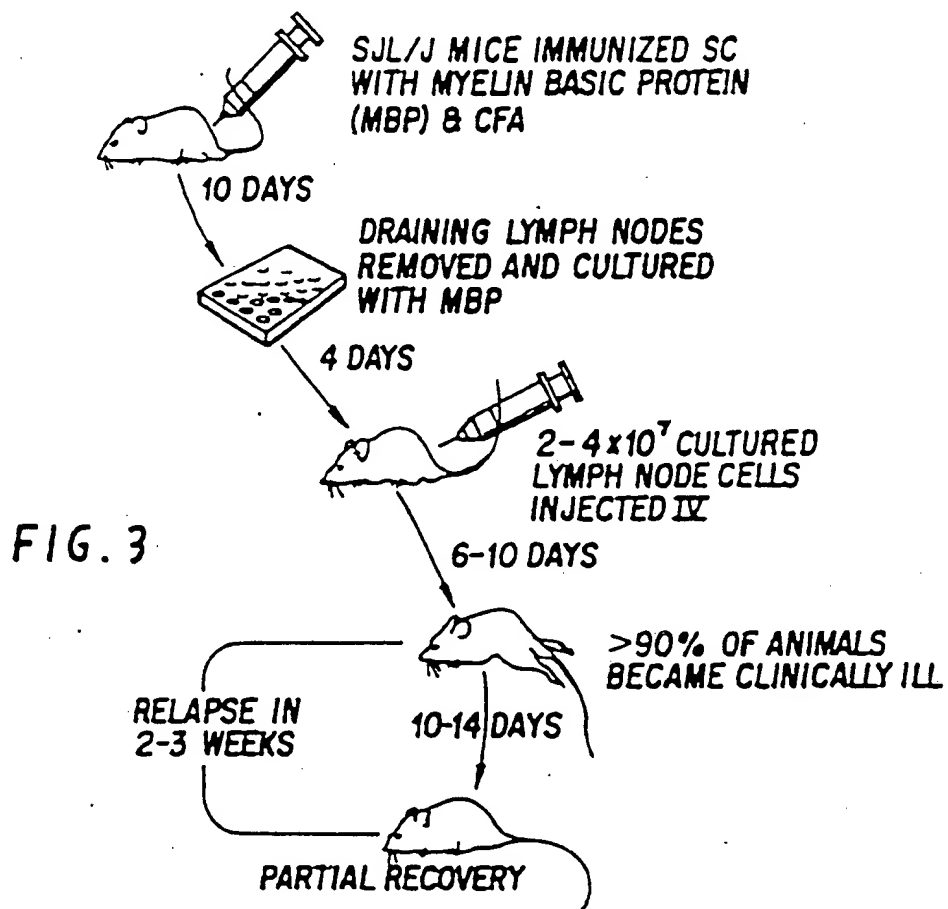 SJL/J MICE IMMUNIZED SC
WITH MYELIN BASIC PROTEIN
(MBP) & CFA
10 DAYS
DRAINING LYMPH NODES
REMOVED AND CULTURED
WITH MBP
4 DAYS
2-4x10⁷ CULTURED
LYMPH NODE CELLS
INJECTED IV
FIG. 3
6-10 DAYS
>90% OF ANIMALS
BECAME CLINICALLY ILL
RELAPSE IN
2-3 WEEKS
10-14 DAYS
PARTIAL RECOVERY